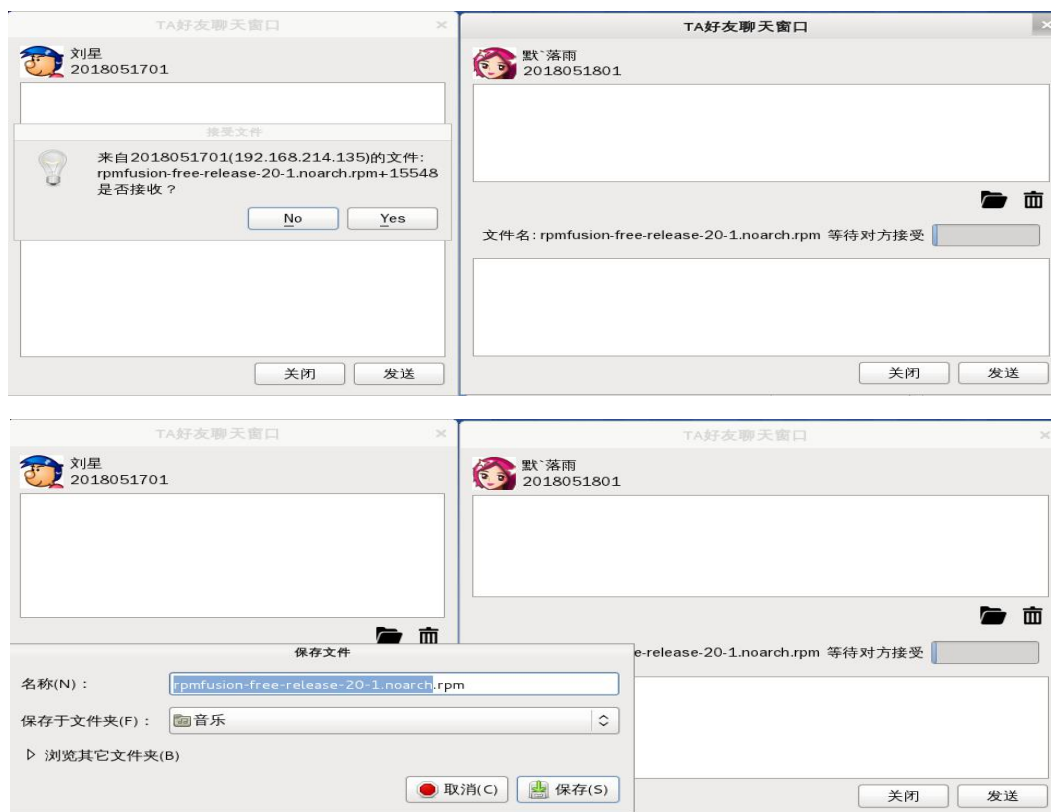 TA好友聊天窗口
刘星
2018051701
接受文件
来自2018051701(192.168.214.135)的文件:
rpmfusion-free-release-20-1.noarch.rpm+15548
是否接收？
No Yes
关闭 发送
TA好友聊天窗口
默`落雨
2018051801
文件名: rpmfusion-free-release-20-1.noarch.rpm 等待对方接受
关闭 发送
TA好友聊天窗口
刘星
2018051701
TA好友聊天窗口
默`落雨
2018051801
e-release-20-1.noarch.rpm 等待对方接受
保存文件
名称(N)： rpmfusion-free-release-20-1.noarch.rpm
保存于文件夹(F)： 音乐
浏览其它文件夹(B)
取消(C) 保存(S)
关闭 发送